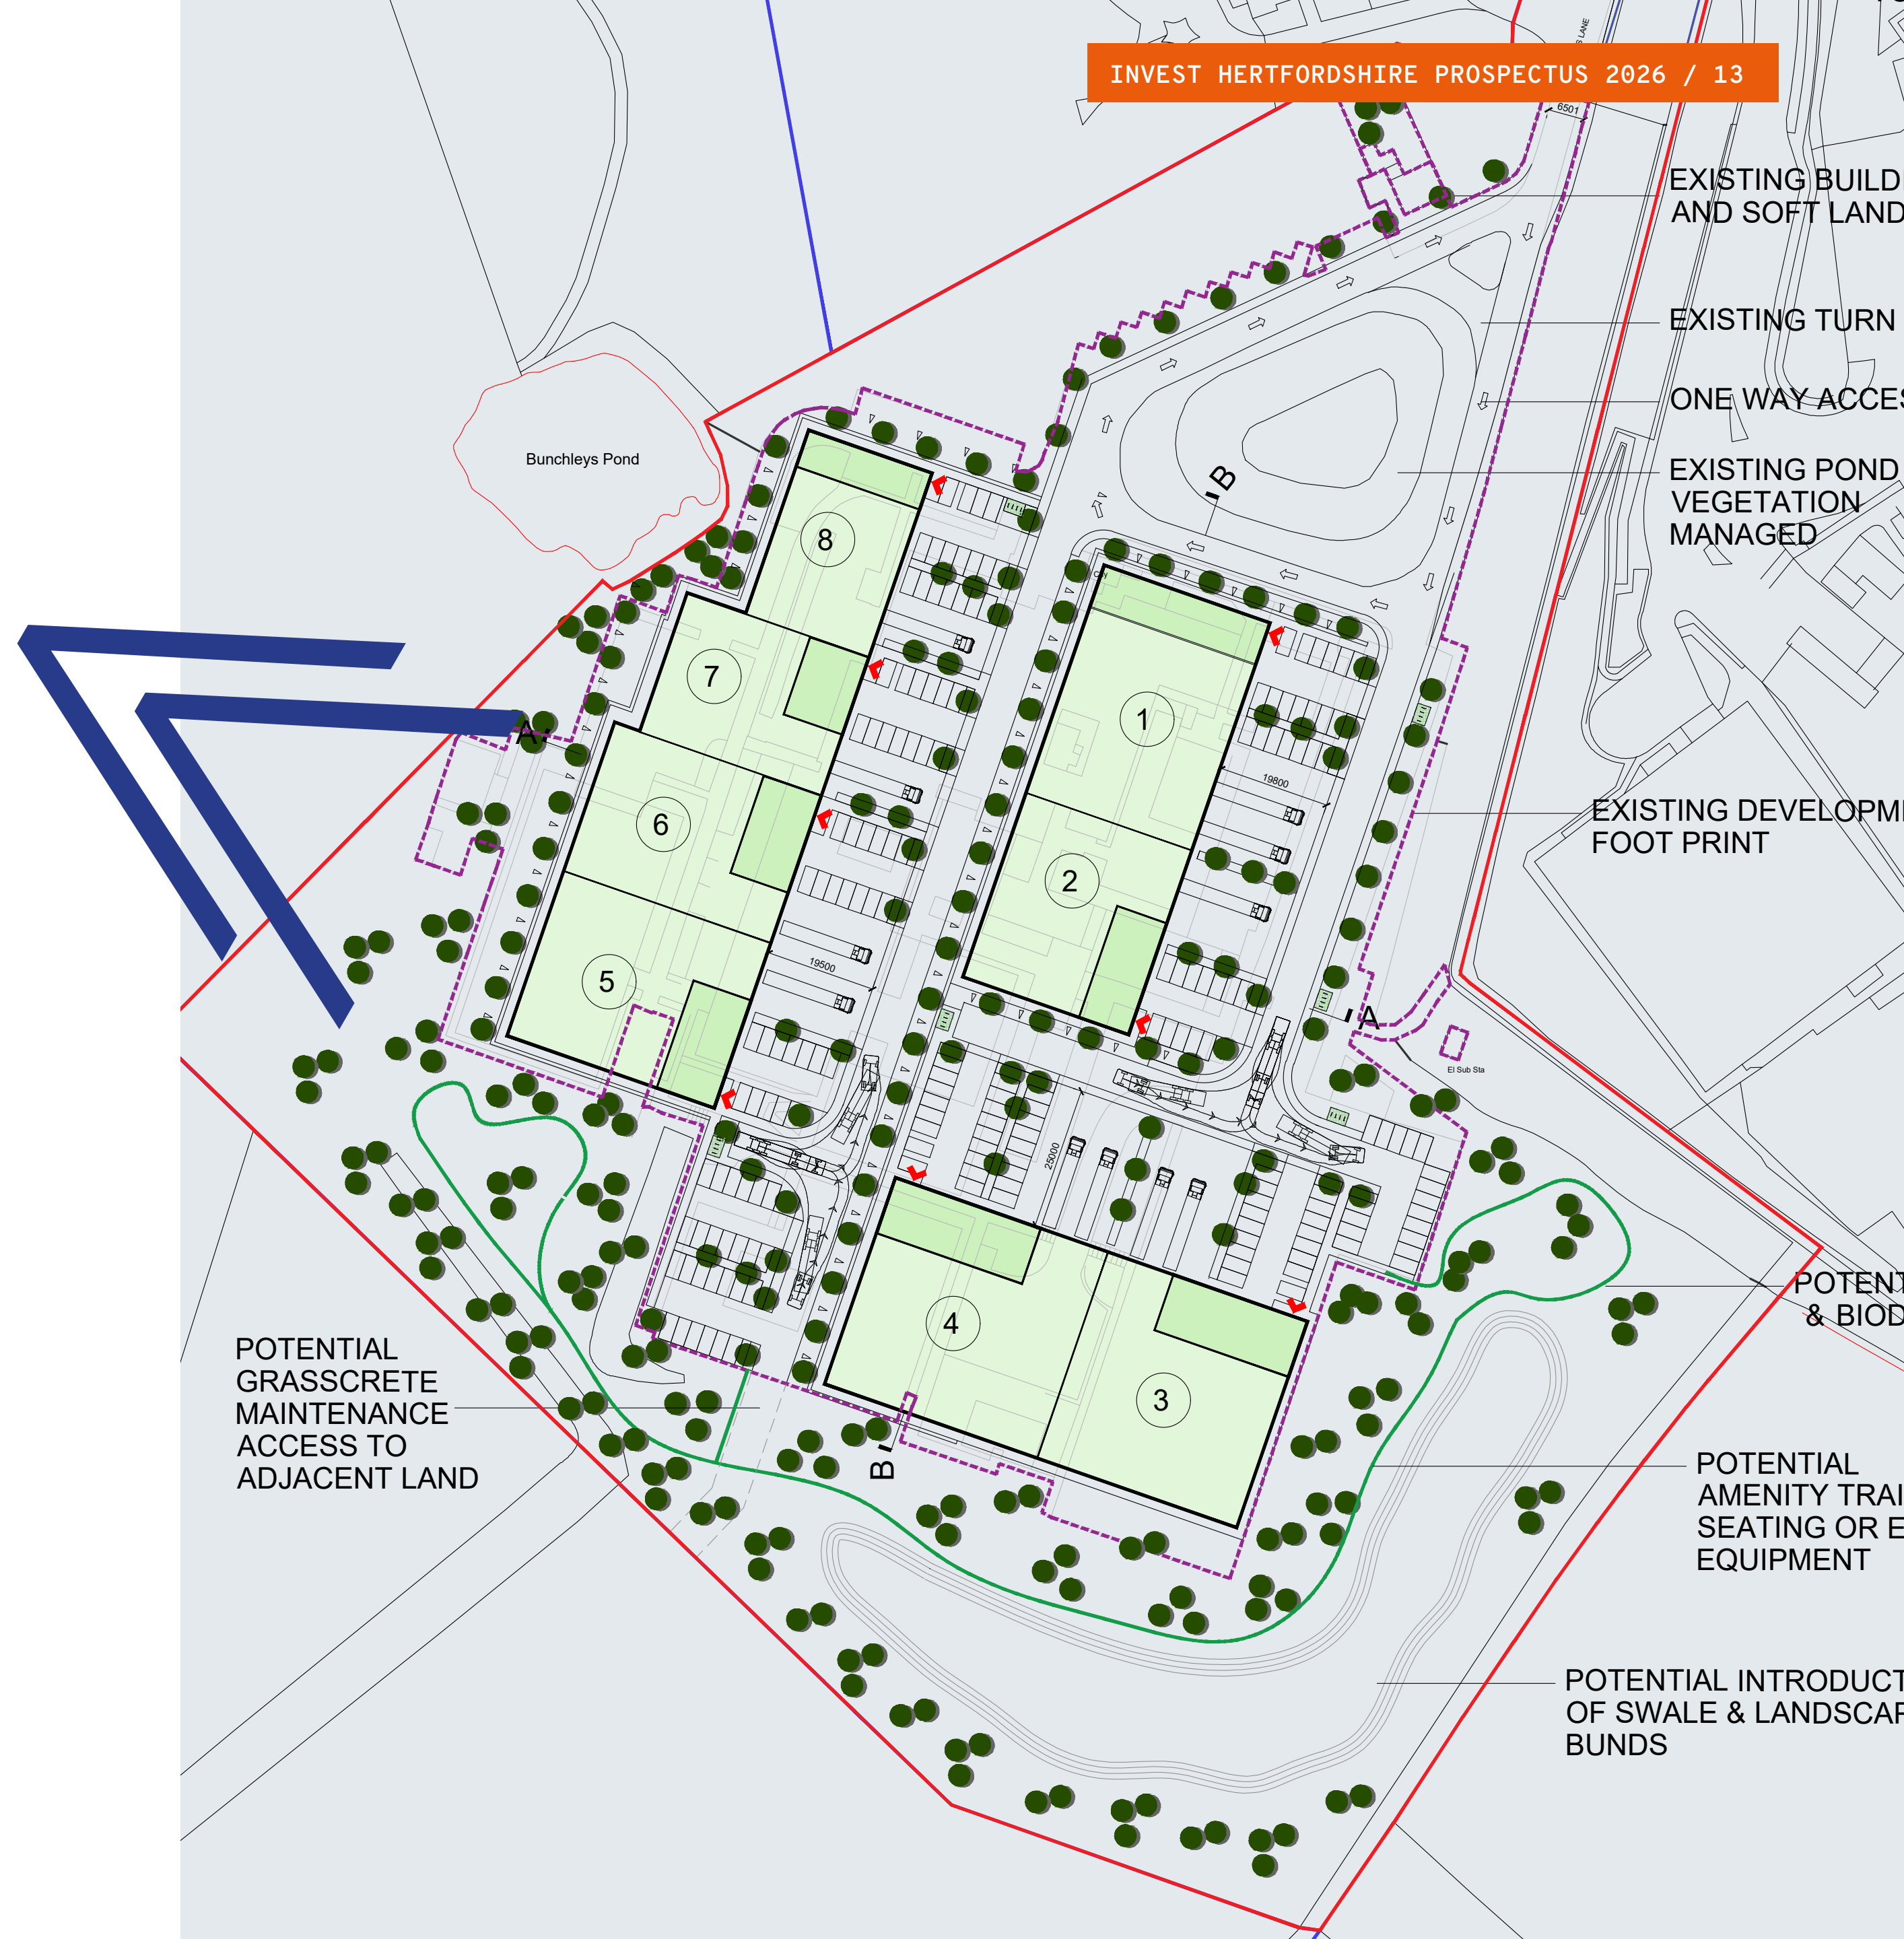 S LANE
INVEST HERTFORDSHIRE PROSPECTUS 2026 / 13
6501
EXISTING BUILD
AND SOFT LAND
EXISTING TURN
ONE WAY ACCES
Bunchleys Pond
EXISTING POND
VEGETATION
MANAGED
B
8
7
1
A
19800
EXISTING DEVELOPM
FOOT PRINT
6
2
5
19500
A
El Sub Sta
25000
POTENT
& BIOD
4
3
POTENTIAL
GRASSCRETE
MAINTENANCE
ACCESS TO
ADJACENT LAND
B
POTENTIAL
AMENITY TRAI
SEATING OR E
EQUIPMENT
POTENTIAL INTRODUCT
OF SWALE & LANDSCAP
BUNDS